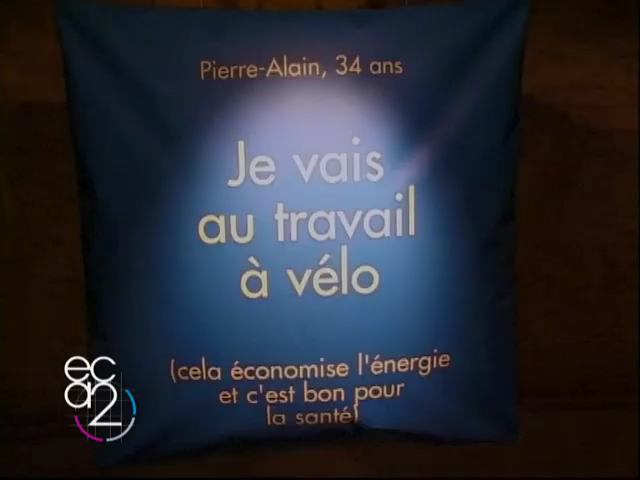 Pierre-Alain, 34 ans
Je vais
au travail
à vélo
(cela économise l'énergie
et c'est bon pour
la santé)
ec
a2